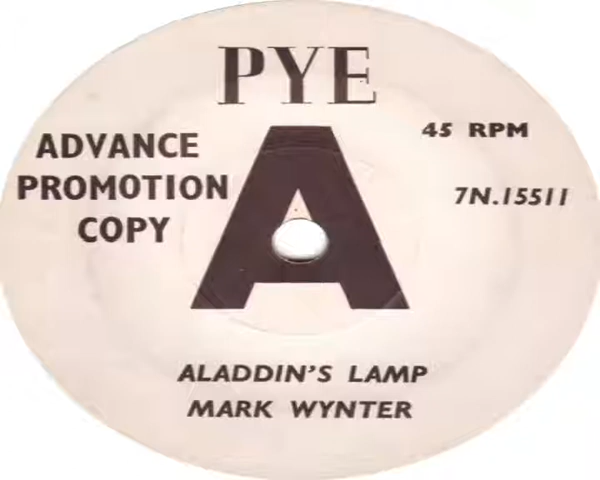 PYE
45 RPM
ADVANCE
PROMOTION
COPY
A
7N.15511
ALADDIN'S LAMP
MARK WYNTER